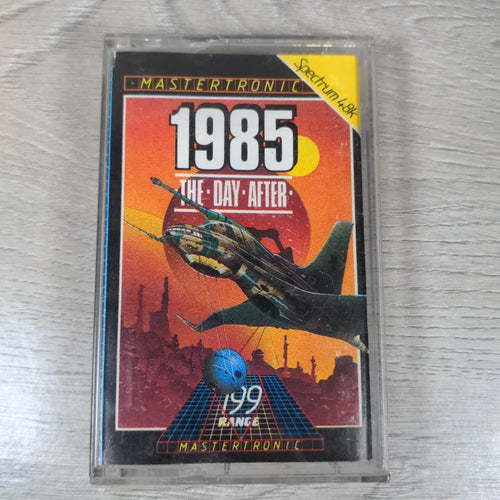 MASTERTRONIC
Spectrum 48K
1985
THE·DAY·AFTER·
199
RANGE
MASTERTRONIC